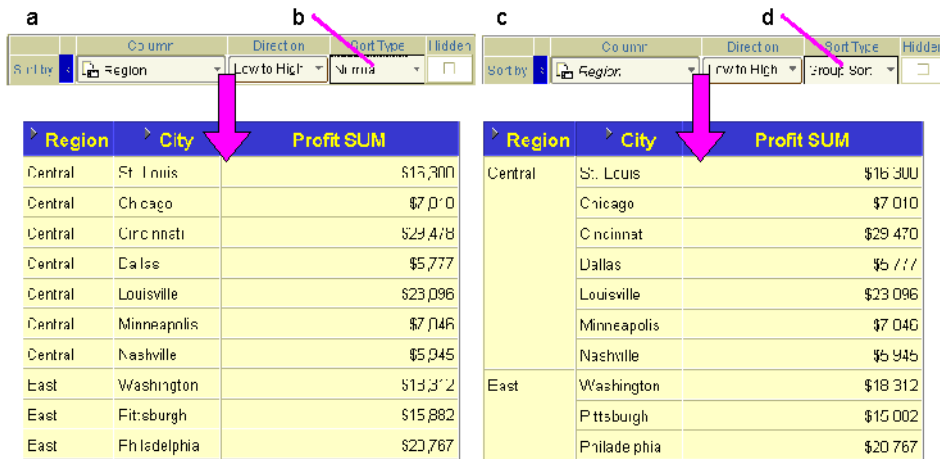 a
b
Column Direction Sort Type Hidden
Sort by Region Low to High Normal
Region City Profit SUM
Central St. Louis $16,300
Central Chicago $7,010
Central Cincinnati $29,478
Central Dallas $5,777
Central Louisville $23,096
Central Minneapolis $7,046
Central Nashville $5,945
East Washington $18,312
East Pittsburgh $15,882
East Philadelphia $20,767
c
d
Column Direction Sort Type Hidden
Sort by Region Low to High Group Sort
Region City Profit SUM
Central St. Louis $16,300
Chicago $7,010
Cincinnati
Dallas $5,777
Louisville $23,096
Minneapolis $7,046
Nashville $5,945
East Washington $18,312
Pittsburgh
Philadelphia $20,767